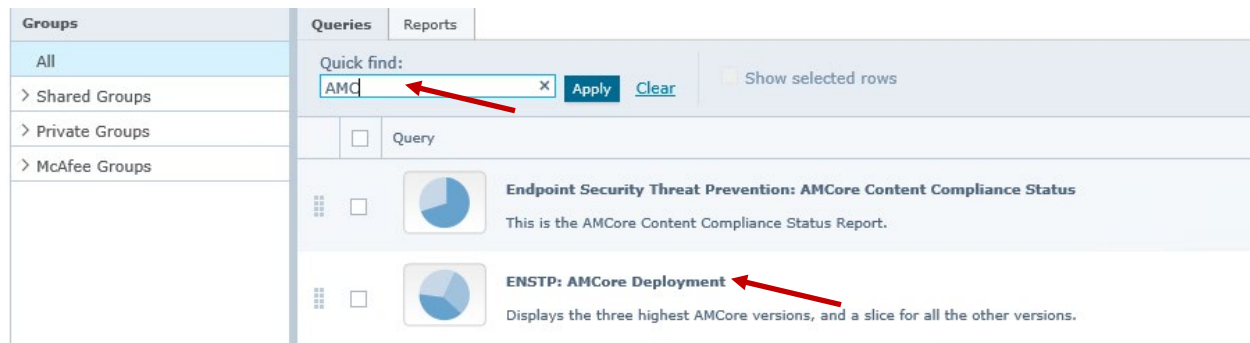 Groups
All
> Shared Groups
> Private Groups
> McAfee Groups
Queries Reports
Quick find:
AMC × Apply Clear Show selected rows
Query
Endpoint Security Threat Prevention: AMCore Content Compliance Status
This is the AMCore Content Compliance Status Report.
ENSTP: AMCore Deployment
Displays the three highest AMCore versions, and a slice for all the other versions.